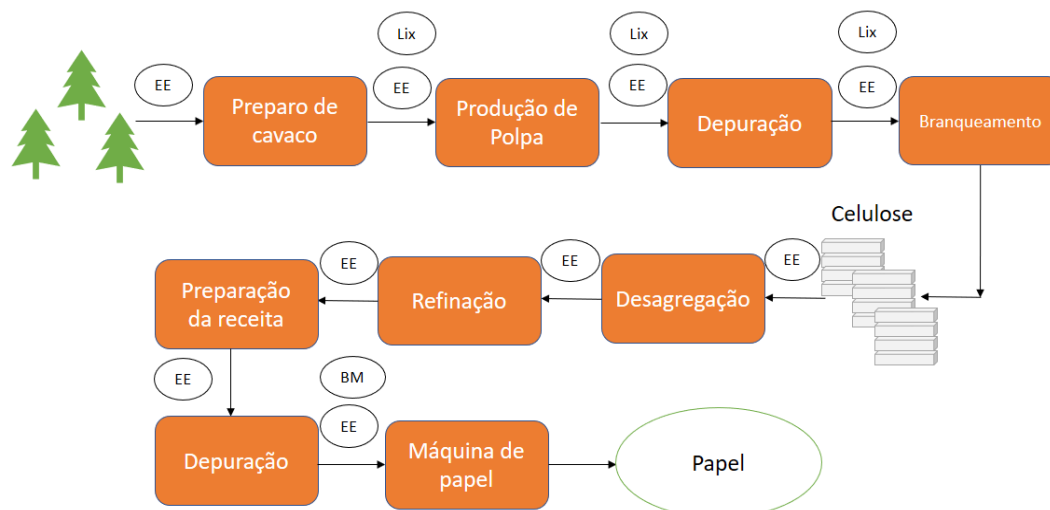 Lix
Lix
Lix
EE
EE
EE
EE
Preparo de
cavaco
Produção de
Polpa
Depuração
Branqueamento
Celulose
EE
EE
EE
Preparação
da receita
Refinação
Desagregação
EE
BM
EE
Depuração
Máquina de
papel
Papel